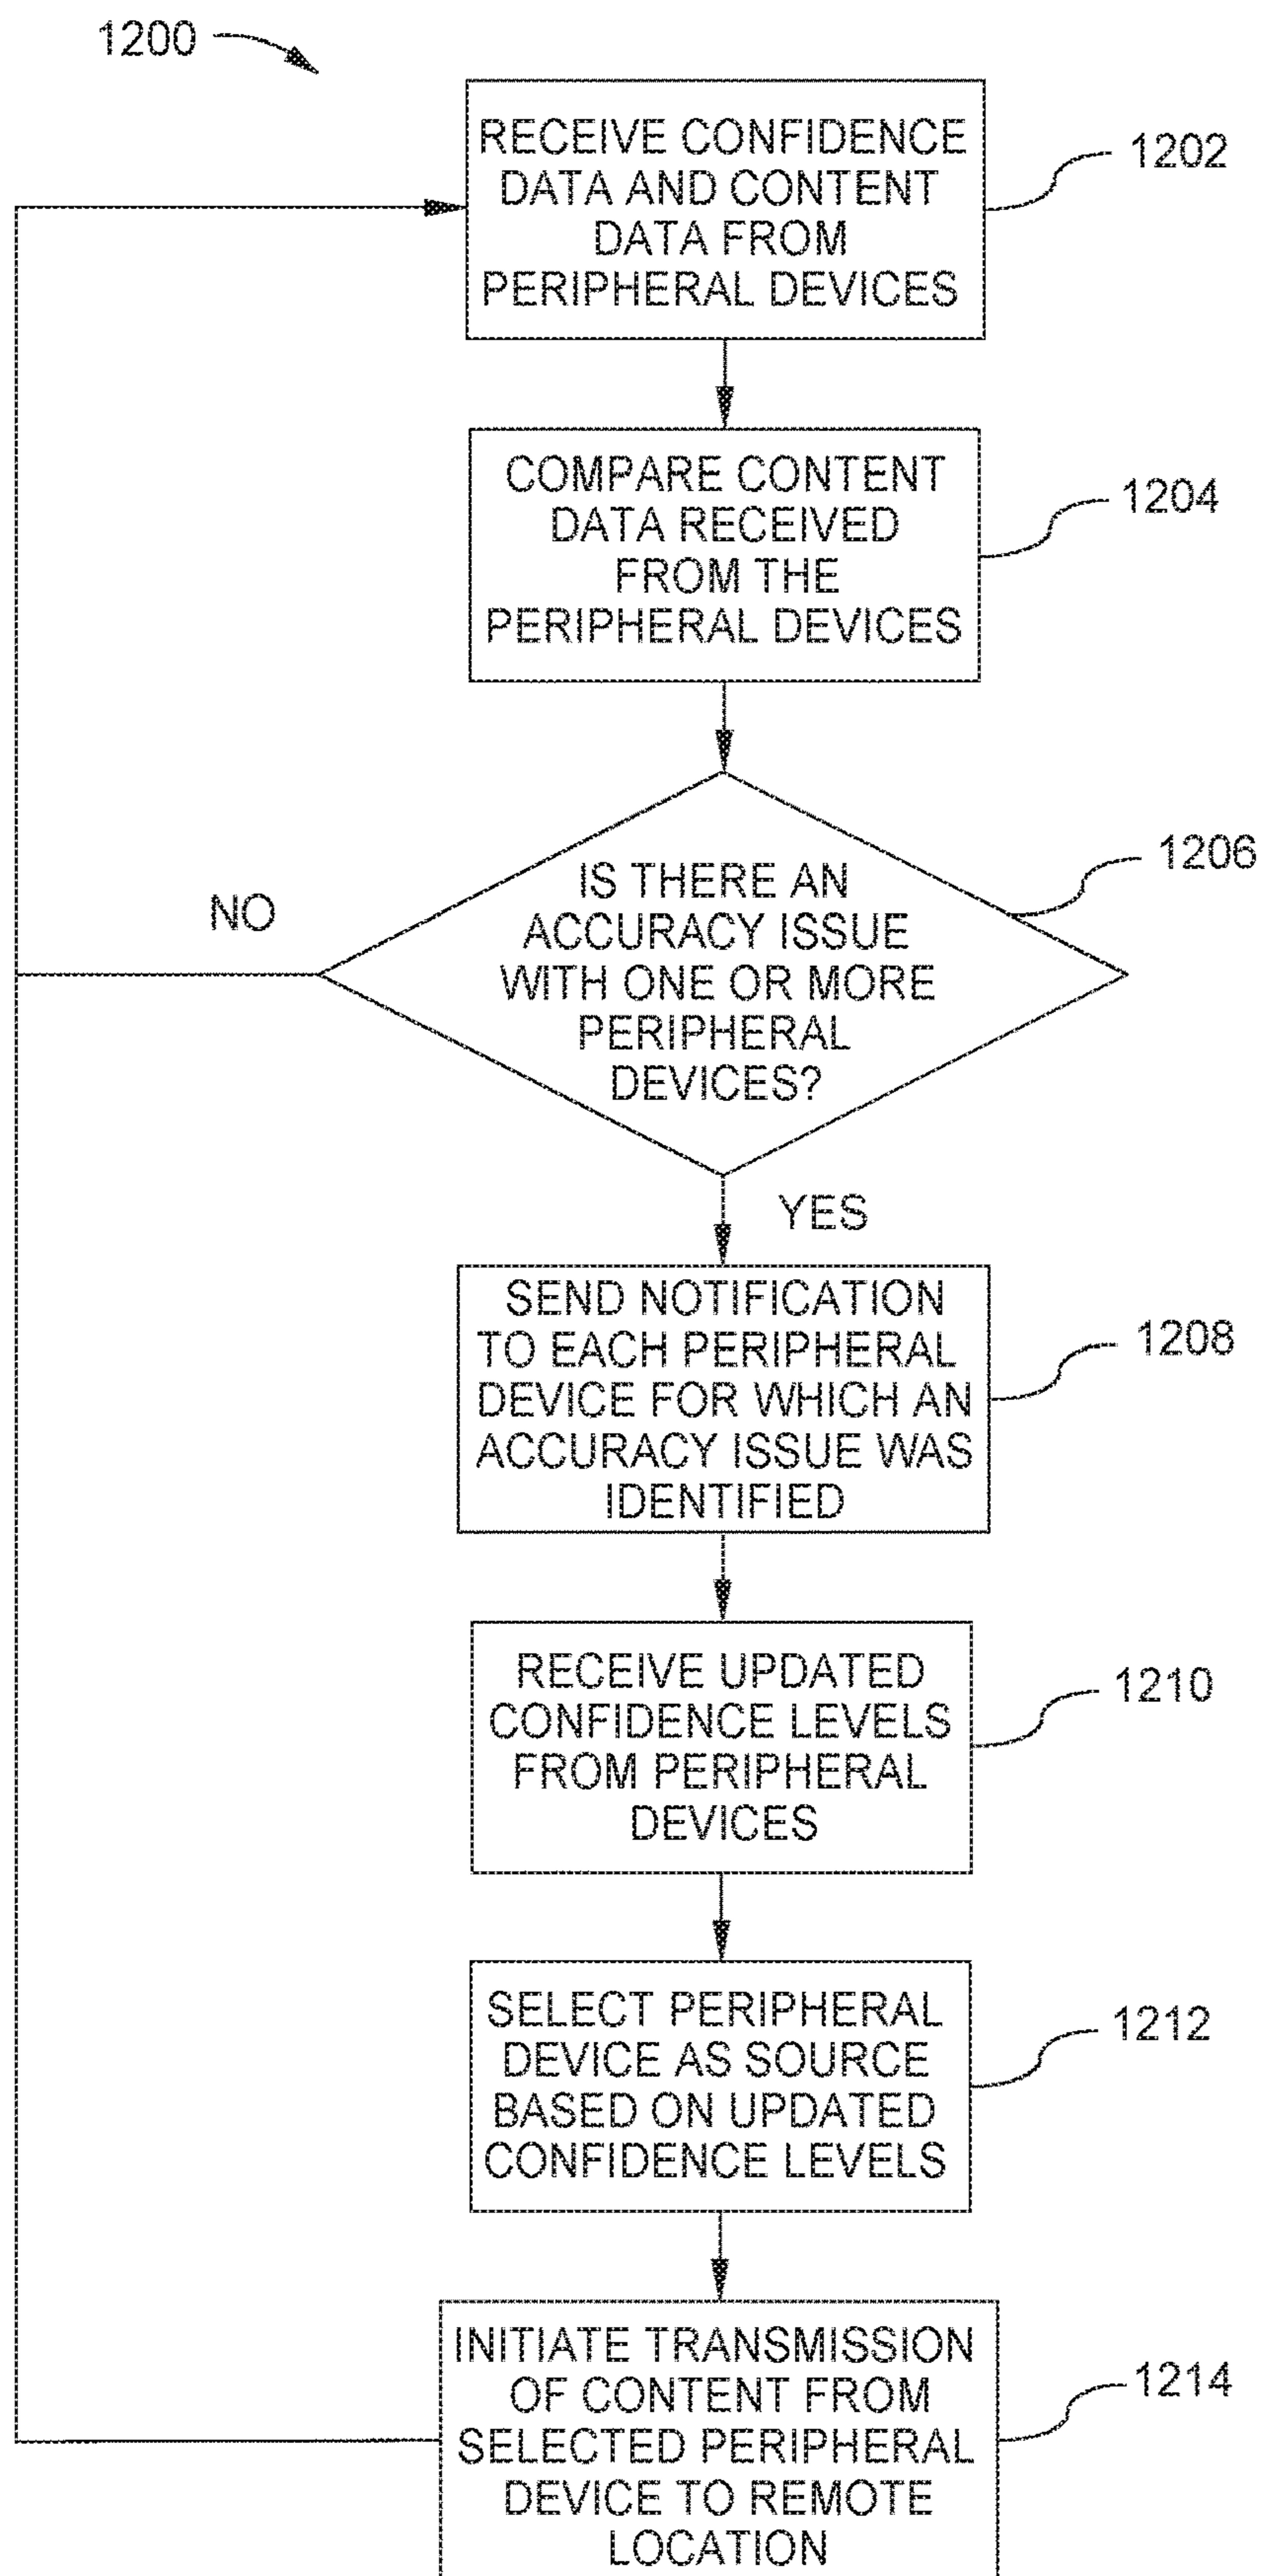 1200
RECEIVE CONFIDENCE
DATA AND CONTENT
DATA FROM
PERIPHERAL DEVICES
1202
COMPARE CONTENT
DATA RECEIVED
FROM THE
PERIPHERAL DEVICES
1204
IS THERE AN
ACCURACY ISSUE
WITH ONE OR MORE
PERIPHERAL
DEVICES?
1206
NO
YES
SEND NOTIFICATION
TO EACH PERIPHERAL
DEVICE FOR WHICH AN
ACCURACY ISSUE WAS
IDENTIFIED
1208
RECEIVE UPDATED
CONFIDENCE LEVELS
FROM PERIPHERAL
DEVICES
1210
SELECT PERIPHERAL
DEVICE AS SOURCE
BASED ON UPDATED
CONFIDENCE LEVELS
1212
INITIATE TRANSMISSION
OF CONTENT FROM
SELECTED PERIPHERAL
DEVICE TO REMOTE
LOCATION
1214